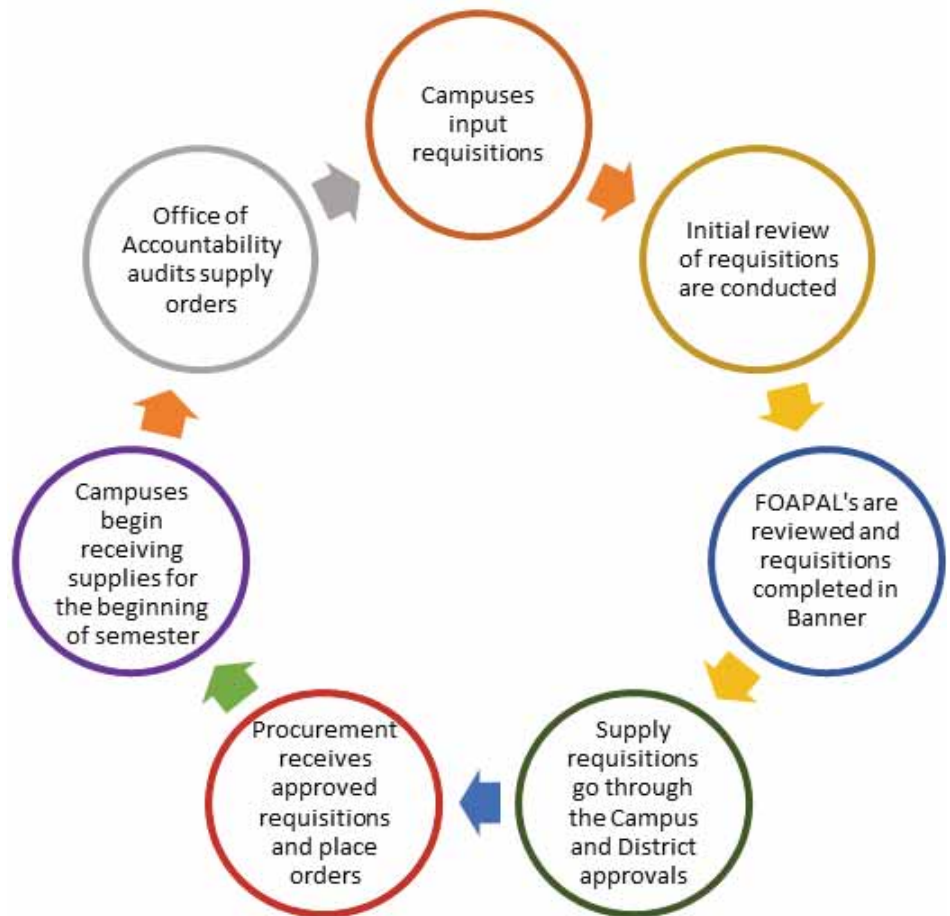 Campuses
input
requisitions
Initial review
of requisitions
are conducted
FOAPAL's are
reviewed and
requisitions
completed in
Banner
Supply
requisitions
go through
the Campus
and District
approvals
Procurement
receives
approved
requisitions
and place
orders
Campuses
begin
receiving
supplies for
the beginning
of semester
Office of
Accountability
audits supply
orders